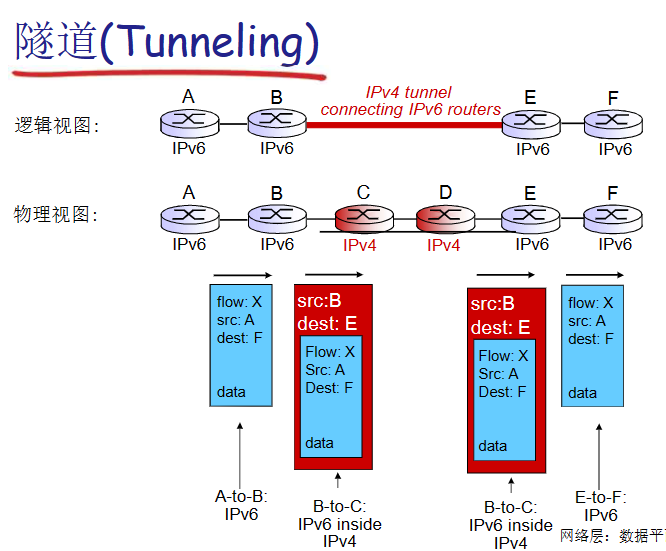 隧道(Tunneling)
IPv4 tunnel
connecting IPv6 routers
A B E F
逻辑视图：
IPv6 IPv6 IPv6 IPv6
A B C D E F
物理视图：
IPv6 IPv6 IPv4 IPv4 IPv6 IPv6
flow: X
src: A
dest: F
data
src:B
dest: E
Flow: X
Src: A
Dest: F
data
src:B
dest: E
Flow: X
Src: A
Dest: F
data
flow: X
src: A
dest: F
data
A-to-B:
IPv6
B-to-C:
IPv6 inside
IPv4
B-to-C:
IPv6 inside
IPv4
E-to-F:
IPv6
网络层：数据平